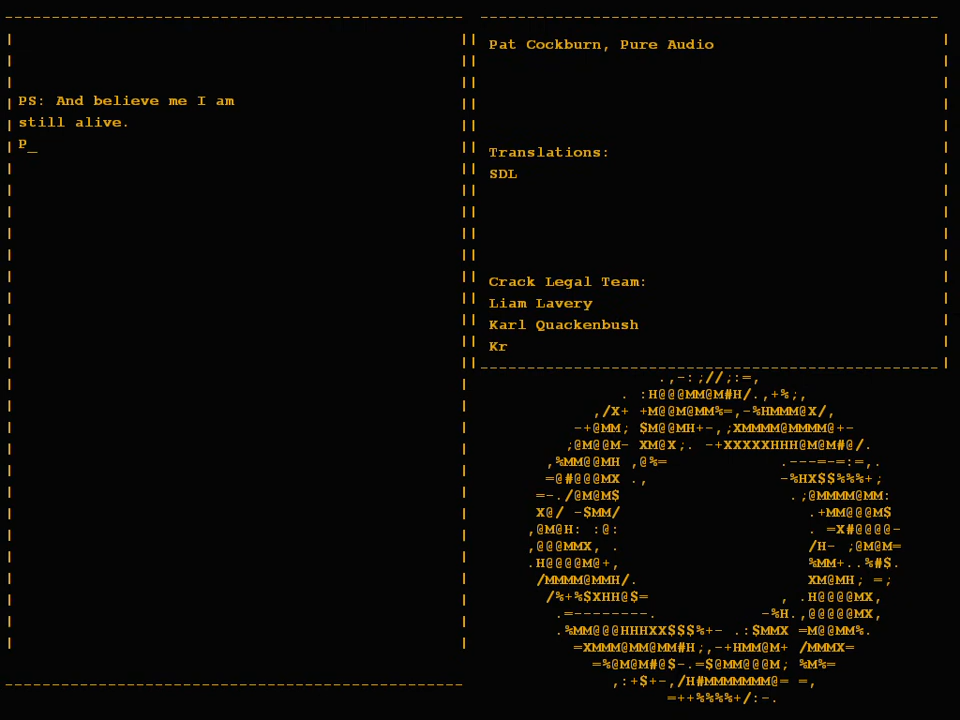 PS: And believe me I am
still alive.
P_
Pat Cockburn, Pure Audio
Translations:
SDL
Crack Legal Team:
Liam Lavery
Karl Quackenbush
Kr